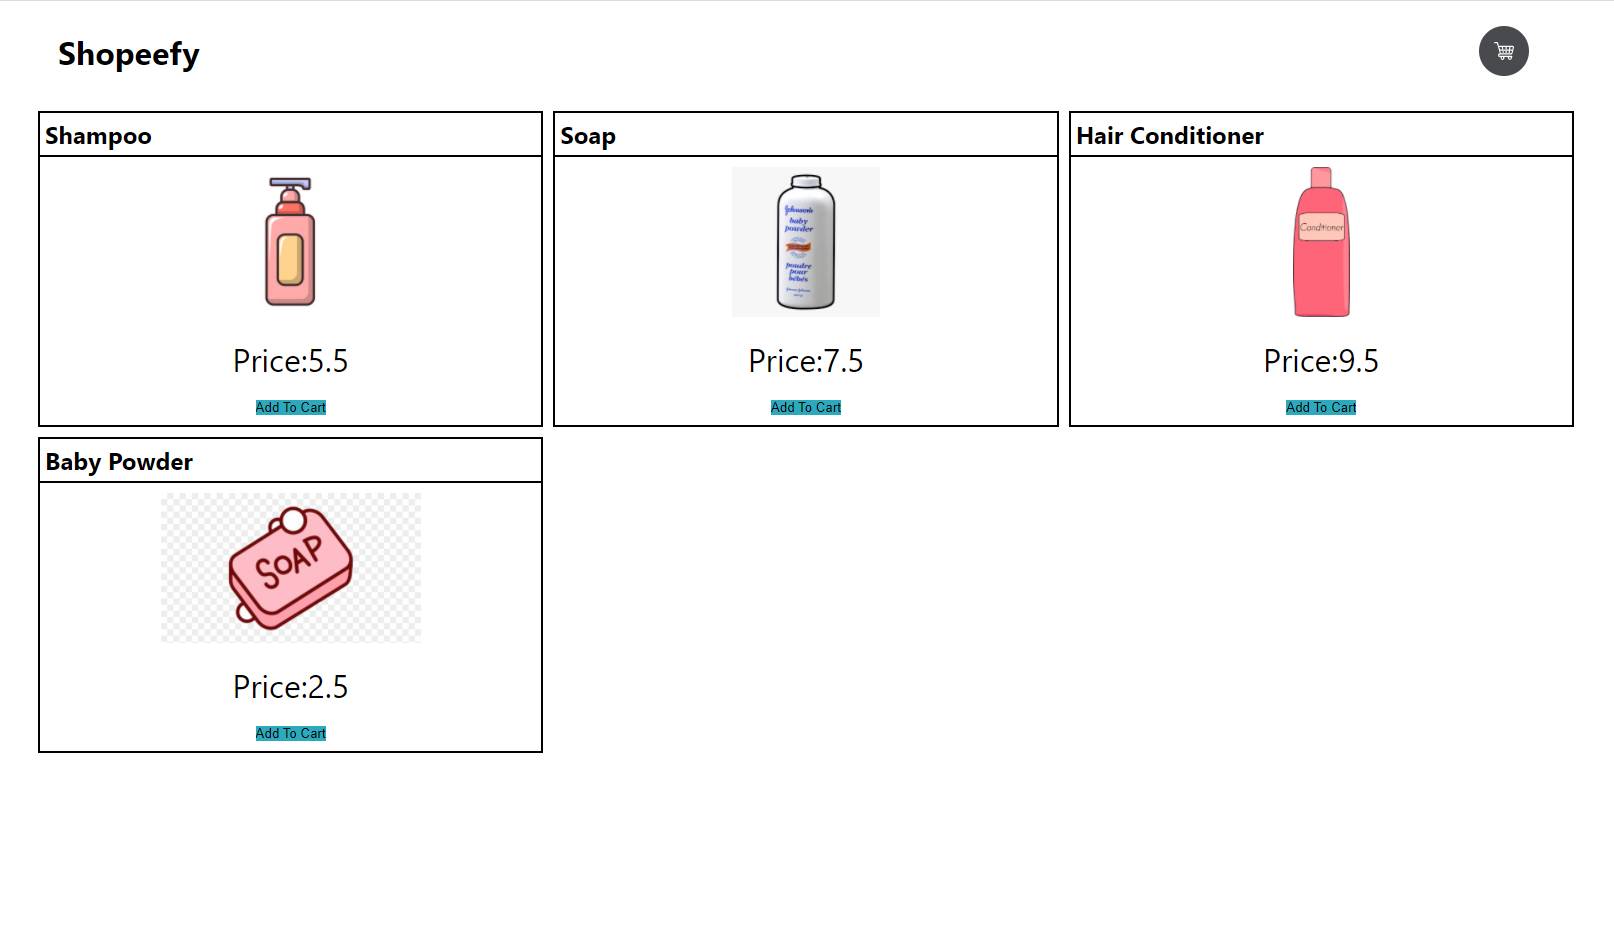 Shopeefy
Shampoo
Price:5.5
Add To Cart
Soap
Johnson's
baby
powder
poudre
pour
bébés
Price:7.5
Add To Cart
Hair Conditioner
Conditioner
Price:9.5
Add To Cart
Baby Powder
SOAP
Price:2.5
Add To Cart